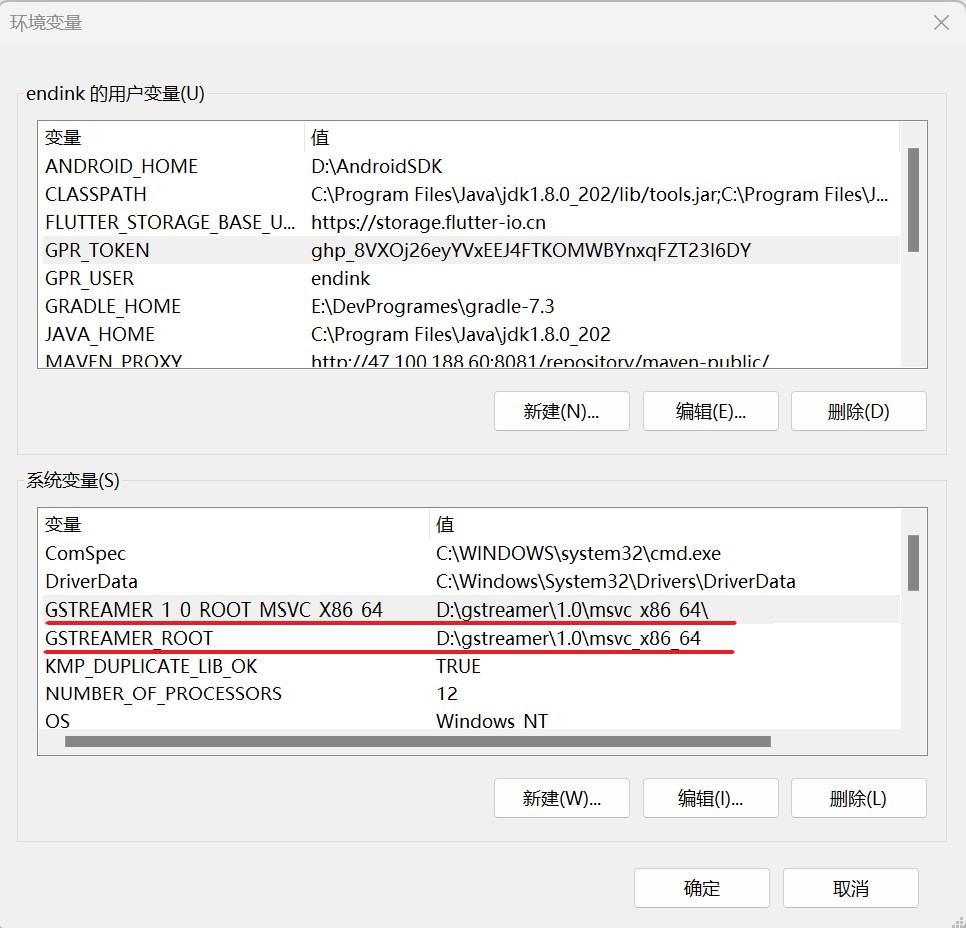 环境变量
endink 的用户变量(U)
变量 值
ANDROID_HOME D:\AndroidSDK
CLASSPATH C:\Program Files\Java\jdk1.8.0_202/lib/tools.jar;C:\Program Files\J...
FLUTTER_STORAGE_BASE_U... https://storage.flutter-io.cn
GPR_TOKEN 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
GPR_USER endink
GRADLE_HOME E:\DevProgrames\gradle-7.3
JAVA_HOME C:\Program Files\Java\jdk1.8.0_202
MAVEN_PROXY http://47.100.188.60:8081/repository/maven-public/
新建(N)... 编辑(E)... 删除(D)
系统变量(S)
变量 值
ComSpec C:\WINDOWS\system32\cmd.exe
DriverData C:\Windows\System32\Drivers\DriverData
GSTREAMER_1_0_ROOT_MSVC_X86_64 D:\gstreamer\1.0\msvc_x86_64\
GSTREAMER_ROOT D:\gstreamer\1.0\msvc_x86_64
KMP_DUPLICATE_LIB_OK TRUE
NUMBER_OF_PROCESSORS 12
OS Windows_NT
新建(W)... 编辑(I)... 删除(L)
确定 取消